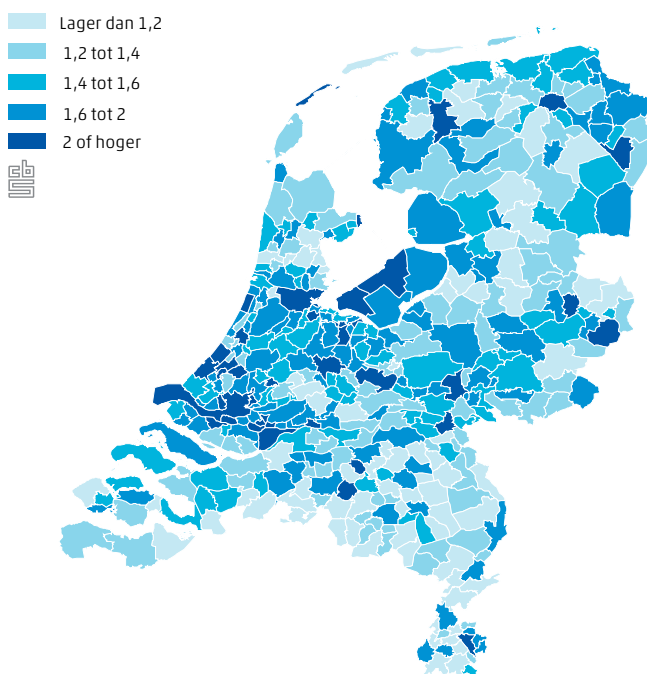 Lager dan 1,2
1,2 tot 1,4
1,4 tot 1,6
1,6 tot 2
2 of hoger
cbs